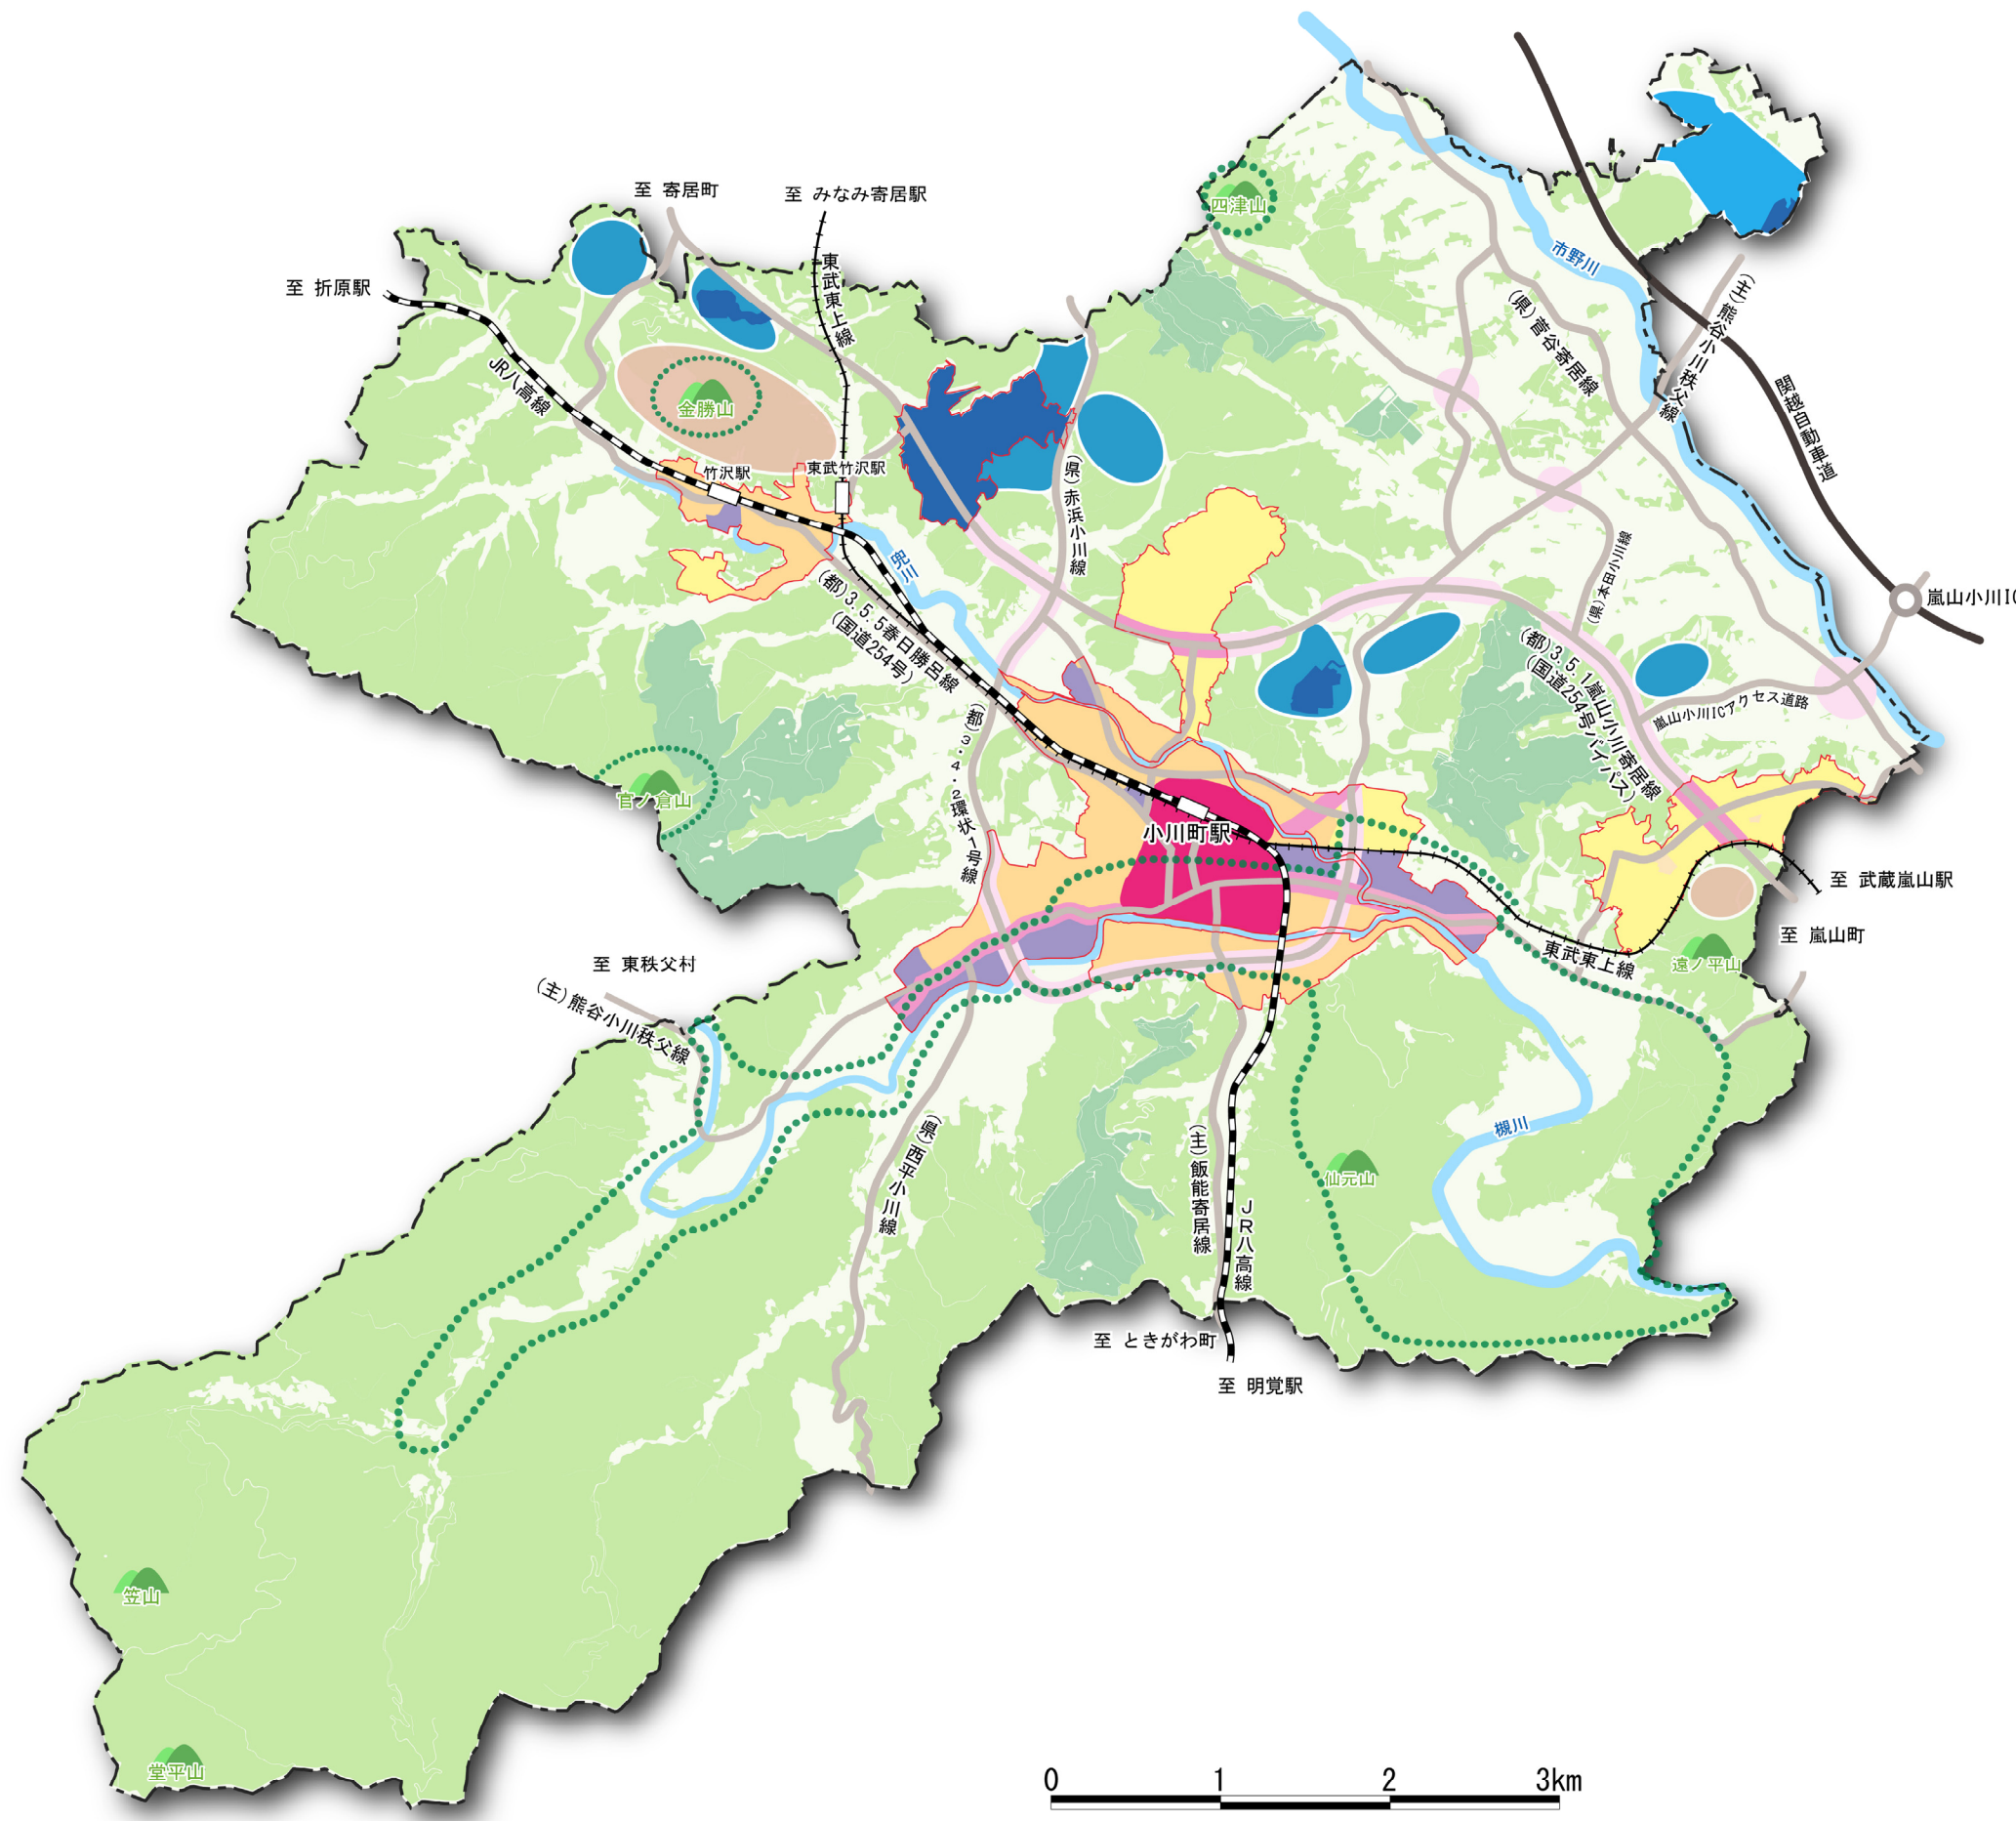 至 寄居町
至 みなみ寄居駅
四津山
市野川
至 折原駅
東武東上線
(主)熊谷小川秩父線
(県)菅谷寄居線
JR八高線
金勝山
関越自動車道
竹沢駅
東武竹沢駅
(県)赤浜小川線
兜川
(県)本田小川線
嵐山小川IC
(都)3.5.5春日勝呂線
(国道254号)
(都)3.5.1嵐山小川寄居線
(国道254号バイパス)
嵐山小川ICアクセス道路
(都)3.4.2環状1号線
官ノ倉山
小川町駅
至 武蔵嵐山駅
至 嵐山町
東武東上線
遠ノ平山
至 東秩父村
(主)熊谷小川秩父線
(県)西平小川線
(主)飯能寄居線
JR八高線
槻川
仙元山
至 ときがわ町
至 明覚駅
笠山
堂平山
0 1 2 3km